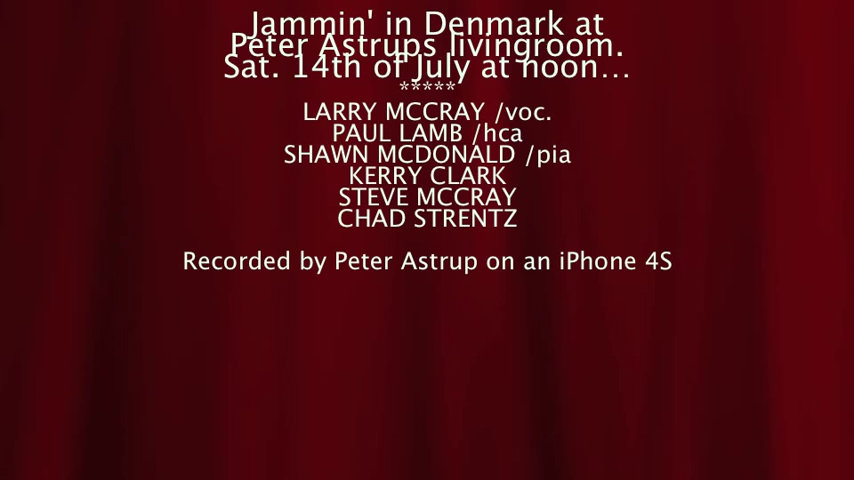 Jammin' in Denmark at
Peter Astrups livingroom.
Sat. 14th of July at noon...
*****
LARRY MCCRAY /voc.
PAUL LAMB /hca
SHAWN MCDONALD /pia
KERRY CLARK
STEVE MCCRAY
CHAD STRENTZ
Recorded by Peter Astrup on an iPhone 4S